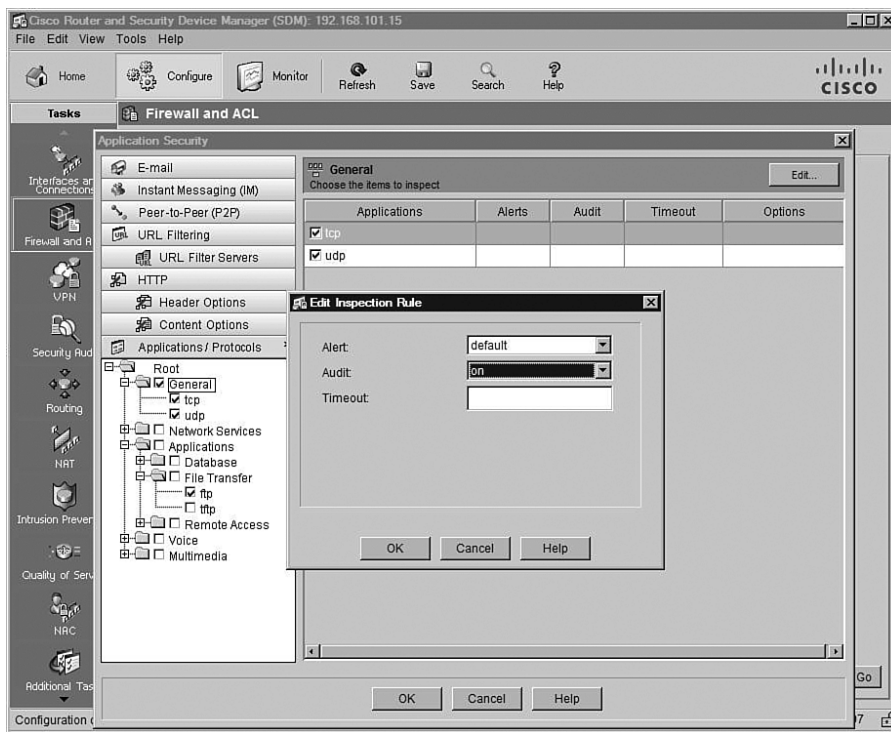 Cisco Router and Security Device Manager (SDM): 192.168.101.15
File Edit View Tools Help
Home Configure Monitor Refresh Save Search Help
CISCO
Tasks
Firewall and ACL
Application Security
Interfaces an
Connections
Firewall and A
VPN
Security Aud
Routing
NAT
Intrusion Preven
Quality of Serv
NAC
Additional Tas
E-mail
Instant Messaging (IM)
Peer-to-Peer (P2P)
URL Filtering
URL Filter Servers
HTTP
Header Options
Content Options
Applications / Protocols
Root
General
tcp
udp
Network Services
Applications
Database
File Transfer
ftp
tftp
Remote Access
Voice
Multimedia
General
Choose the items to inspect
Edit...
Applications Alerts Audit Timeout Options
tcp
udp
Edit Inspection Rule
Alert: default
Audit: on
Timeout:
OK Cancel Help
OK Cancel Help
Go
Configuration